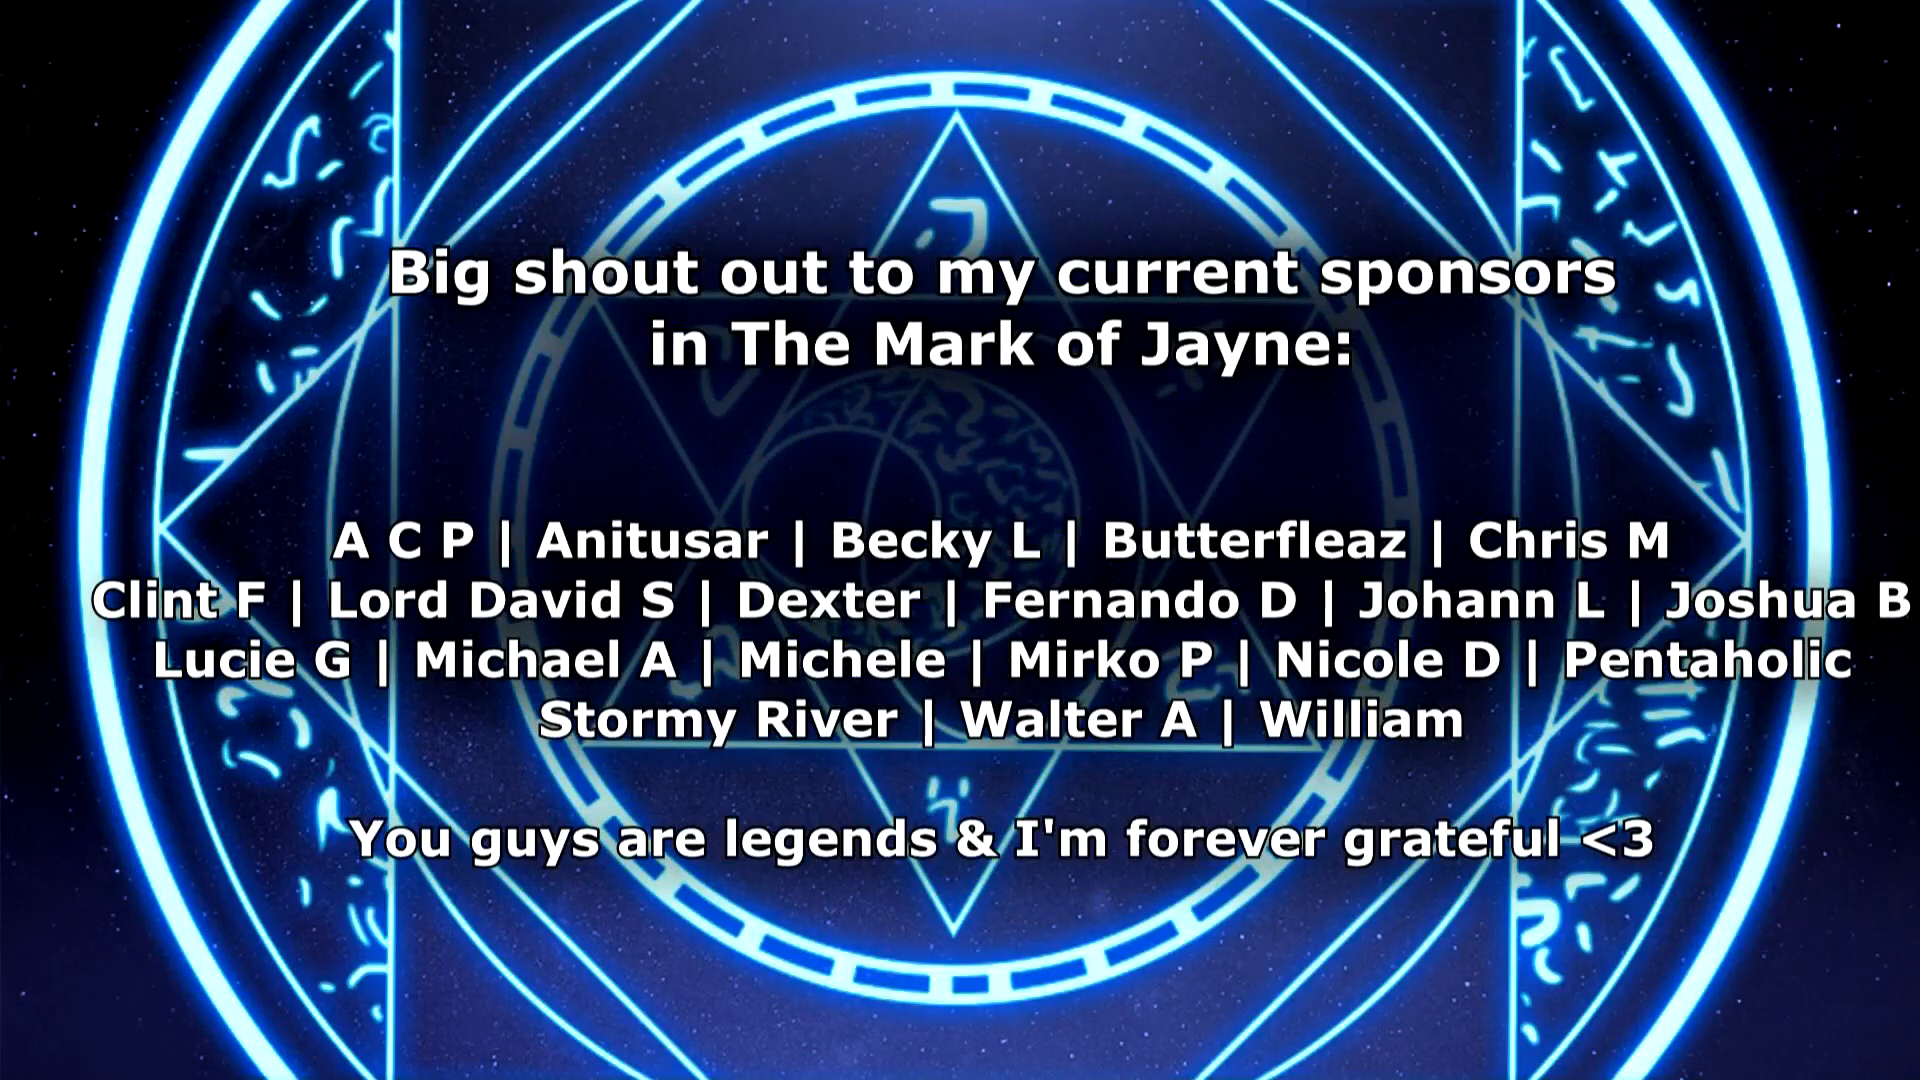 Big shout out to my current sponsors
in The Mark of Jayne:
A C P | Anitusar | Becky L | Butterfleaz | Chris M
Clint F | Lord David S | Dexter | Fernando D | Johann L | Joshua B
Lucie G | Michael A | Michele | Mirko P | Nicole D | Pentaholic
Stormy River | Walter A | William
You guys are legends & I'm forever grateful <3